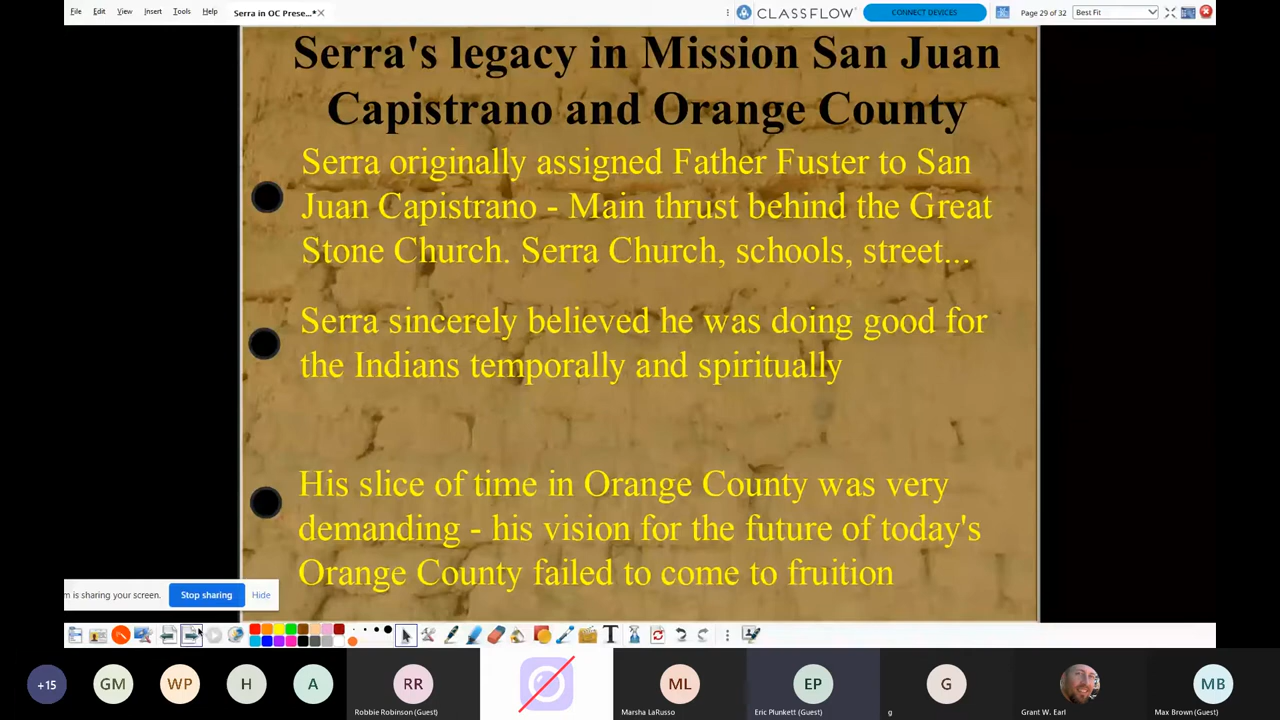 File Edit View Insert Tools Help Serra in OC Prese...* CLASSFLOW CONNECT DEVICES Page 29 of 32 Best Fit
Serra's legacy in Mission San Juan
Capistrano and Orange County
Serra originally assigned Father Fuster to San
Juan Capistrano - Main thrust behind the Great
Stone Church. Serra Church, schools, street...
Serra sincerely believed he was doing good for
the Indians temporally and spiritually
His slice of time in Orange County was very
demanding - his vision for the future of today's
Orange County failed to come to fruition
m is sharing your screen. Stop sharing Hide
+15 GM WP H A RR ML EP G MB
Robbie Robinson (Guest) Marsha LaRusso Eric Plunkett (Guest) g Grant W. Earl Max Brown (Guest)